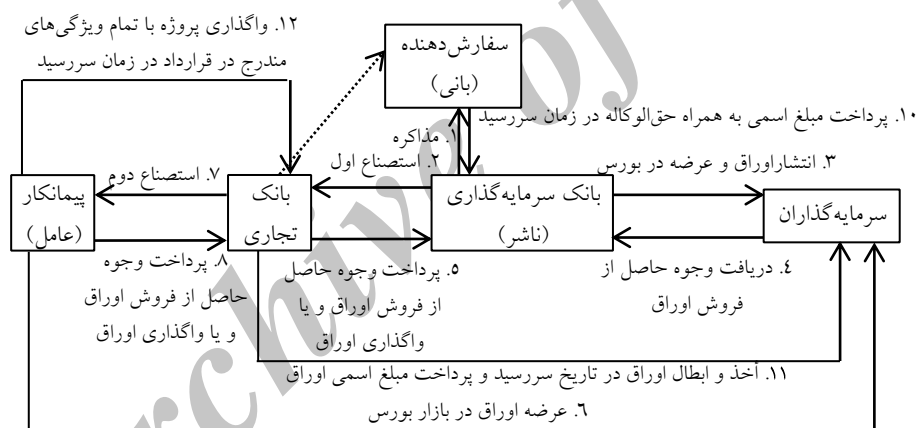 ۱۲. واگذاری پروژه با تمام ویژگی‌های
مندرج در قرارداد در زمان سررسید
سفارش‌دهنده
(بانی)
۱۰. پرداخت مبلغ اسمی به همراه حق‌الوکاله در زمان سررسید
۱. مذاکره
۲. استصناع اول
۳. انتشاراوراق و عرضه در بورس
۷. استصناع دوم
پیمانکار
(عامل)
بانک
تجاری
بانک سرمایه‌گذاری
(ناشر)
سرمایه‌گذاران
۴. دریافت وجوه حاصل از
فروش اوراق
۵. پرداخت وجوه حاصل
از فروش اوراق و یا
واگذاری اوراق
۸. پرداخت وجوه
حاصل از فروش اوراق
و یا واگذاری اوراق
۱۱. أخذ و ابطال اوراق در تاریخ سررسید و پرداخت مبلغ اسمی اوراق
۶. عرضه اوراق در بازار بورس